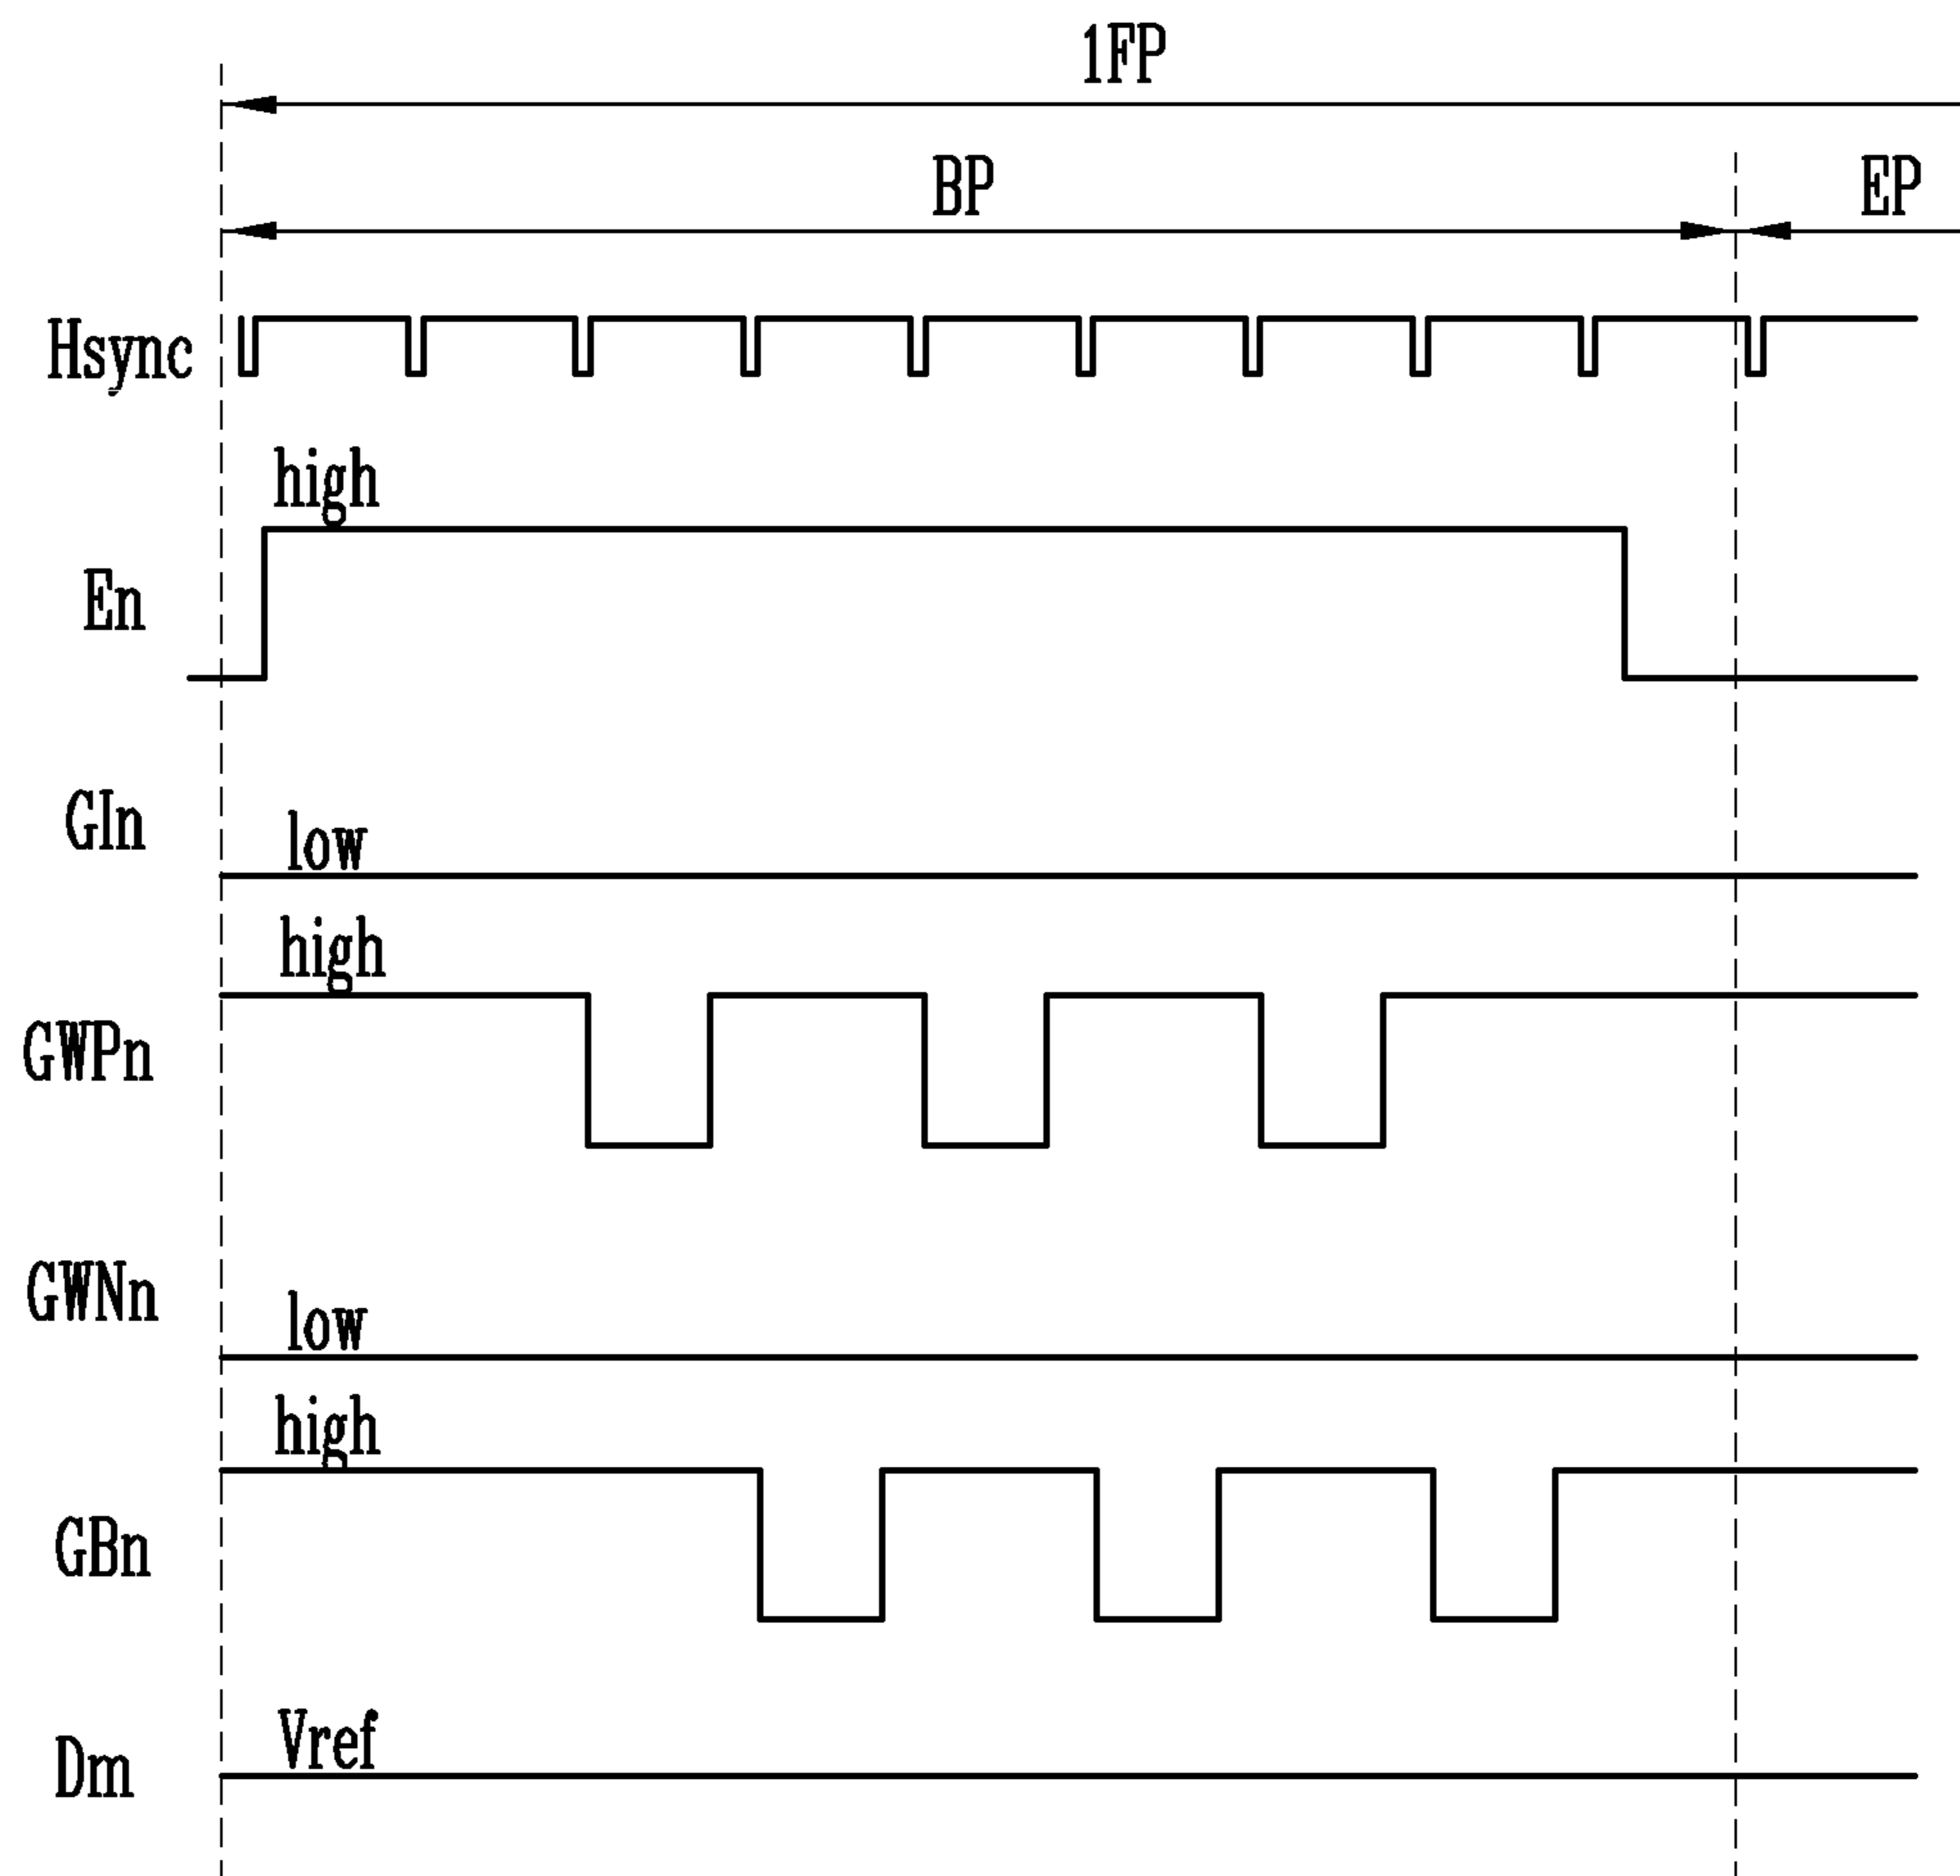 1FP
BP
EP
Hsync
high
En
GIn
low
high
GWPn
GWNn
low
high
GBn
Vref
Dm